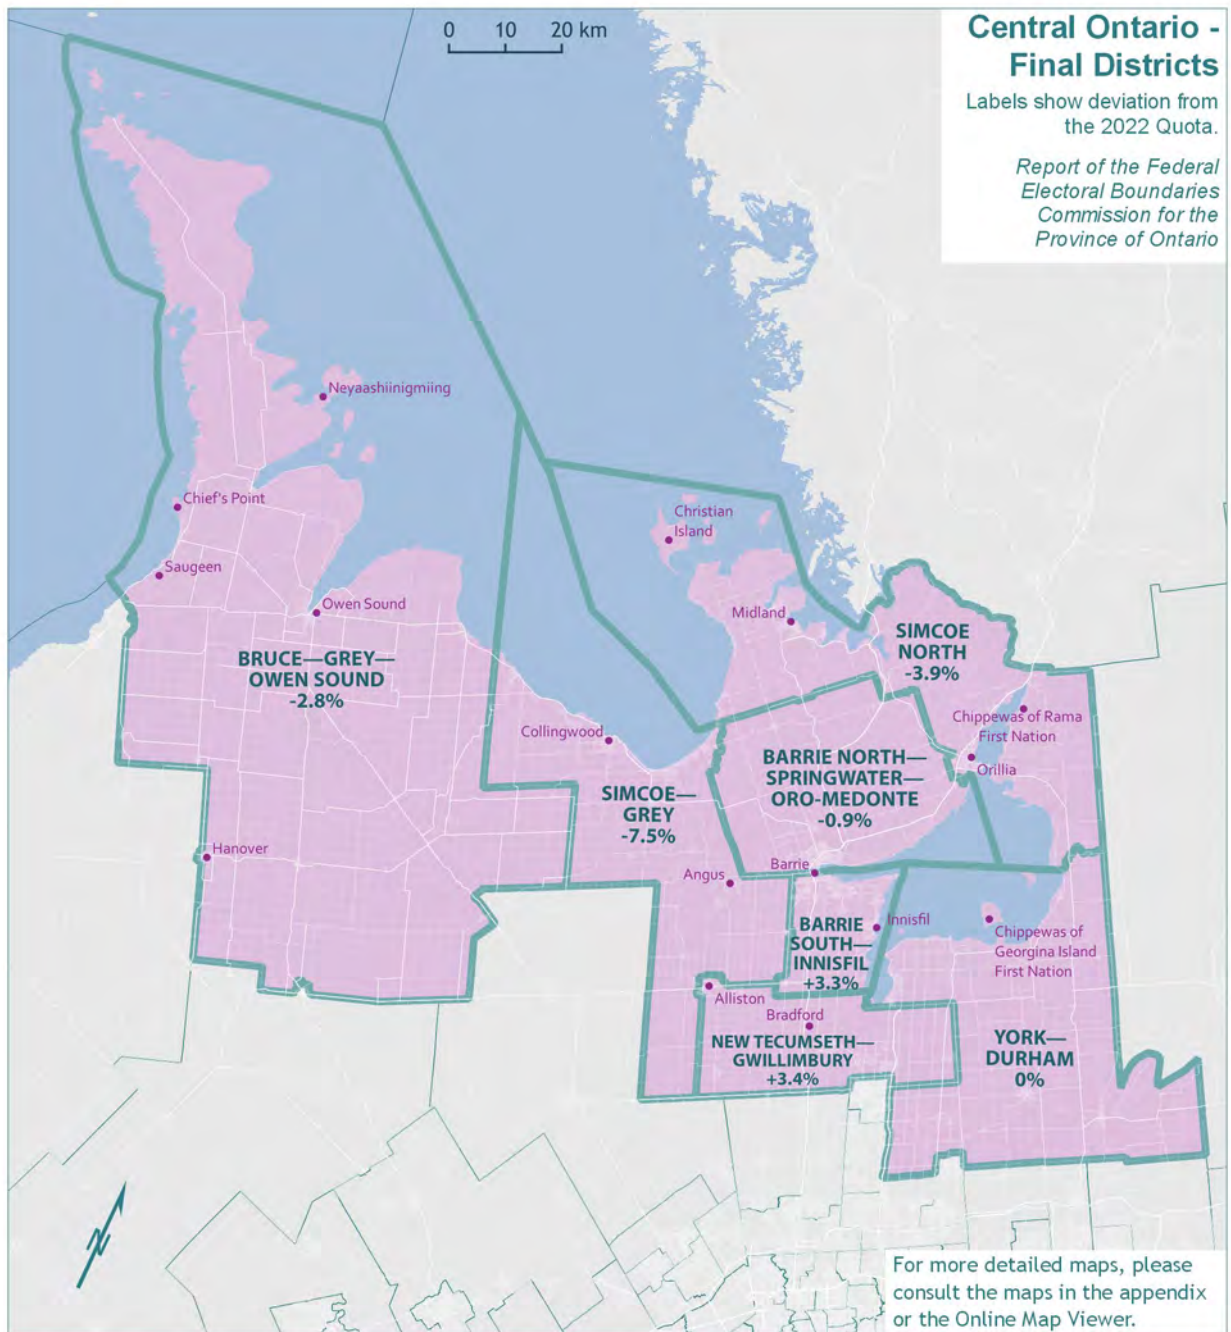 Central Ontario -
Final Districts
Labels show deviation from
the 2022 Quota.
Report of the Federal
Electoral Boundaries
Commission for the
Province of Ontario
0 10 20 km
Neyaashiinigmiing
Chief's Point
Christian
Island
Saugeen
Owen Sound
Midland
SIMCOE
NORTH
-3.9%
BRUCE—GREY—
OWEN SOUND
-2.8%
Chippewas of Rama
First Nation
Collingwood
Orillia
BARRIE NORTH—
SPRINGWATER—
ORO-MEDONTE
-0.9%
SIMCOE—
GREY
-7.5%
Hanover
Barrie
Angus
Innisfil
BARRIE
SOUTH—
INNISFIL
+3.3%
Chippewas of
Georgina Island
First Nation
Alliston
Bradford
NEW TECUMSETH—
GWILLIMBURY
+3.4%
YORK—
DURHAM
0%
N
For more detailed maps, please
consult the maps in the appendix
or the Online Map Viewer.